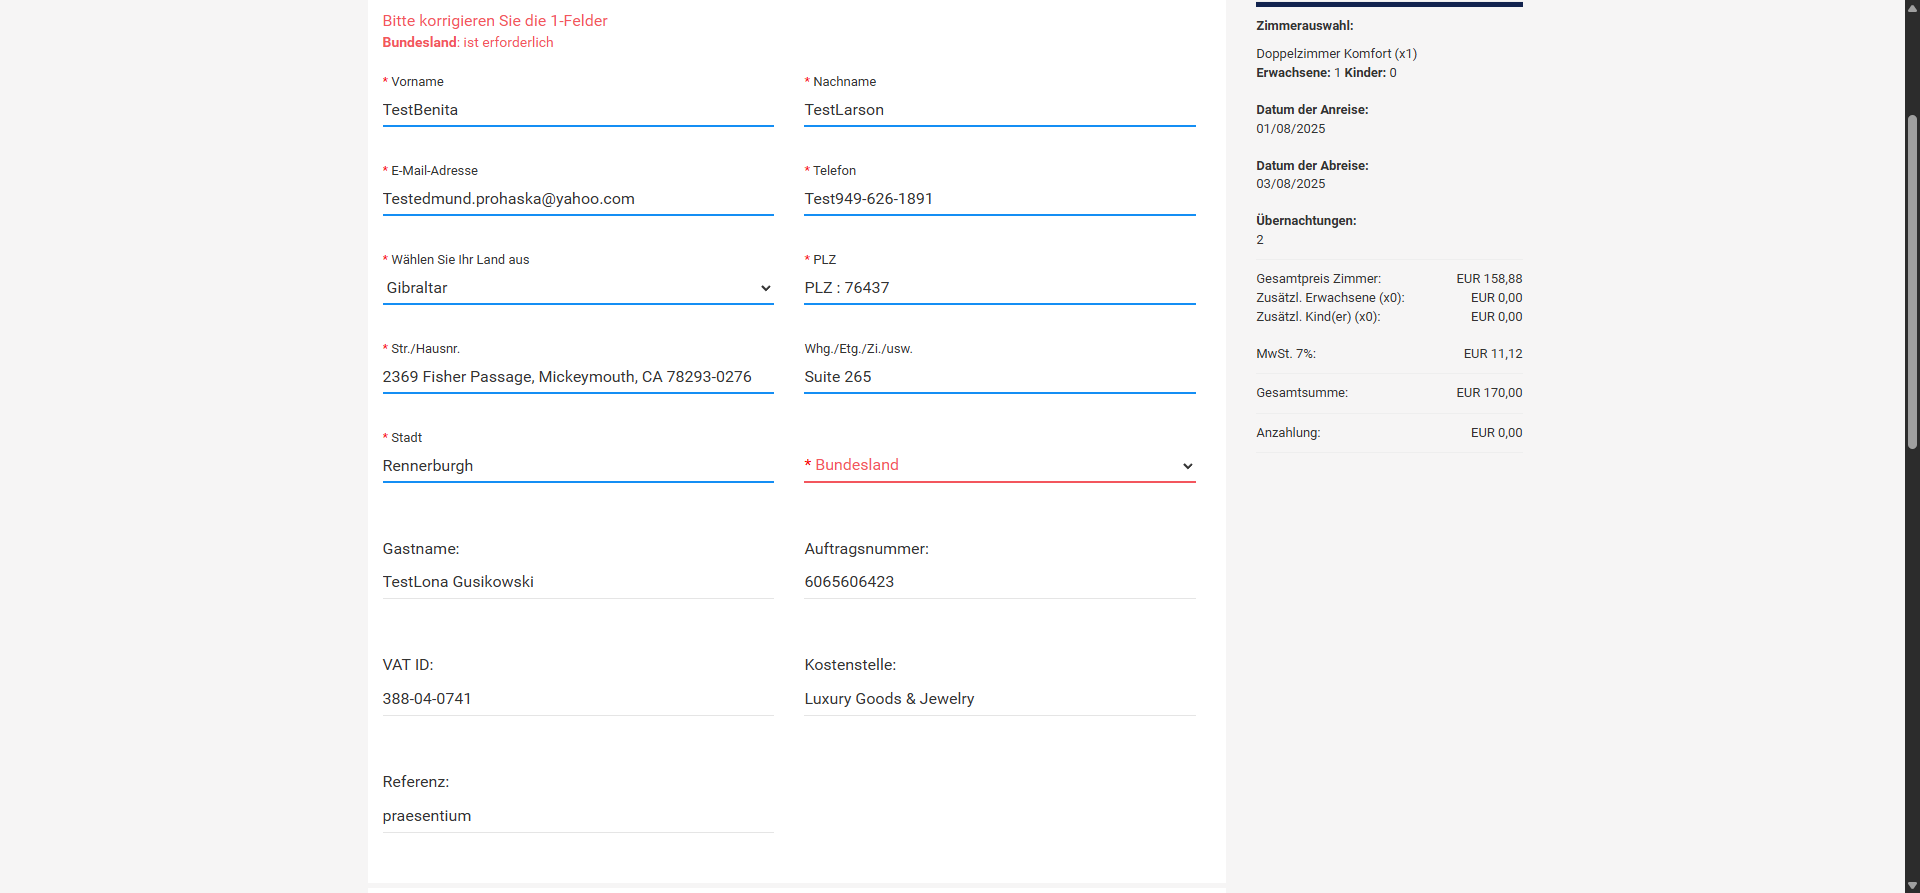 Bitte korrigieren Sie die 1-Felder
Bundesland: ist erforderlich
* Vorname
TestBenita
* Nachname
TestLarson
* E-Mail-Adresse
Testedmund.prohaska@yahoo.com
* Telefon
Test949-626-1891
* Wählen Sie Ihr Land aus
Gibraltar
* PLZ
PLZ : 76437
* Str./Hausnr.
2369 Fisher Passage, Mickeymouth, CA 78293-0276
Whg./Etg./Zi./usw.
Suite 265
* Stadt
Rennerburgh
* Bundesland
Gastname:
TestLona Gusikowski
Auftragsnummer:
6065606423
VAT ID:
388-04-0741
Kostenstelle:
Luxury Goods & Jewelry
Referenz:
praesentium
Zimmerauswahl:
Doppelzimmer Komfort (x1)
Erwachsene: 1 Kinder: 0
Datum der Anreise:
01/08/2025
Datum der Abreise:
03/08/2025
Übernachtungen:
2
Gesamtpreis Zimmer: EUR 158,88
Zusätzl. Erwachsene (x0): EUR 0,00
Zusätzl. Kind(er) (x0): EUR 0,00
MwSt. 7%: EUR 11,12
Gesamtsumme: EUR 170,00
Anzahlung: EUR 0,00